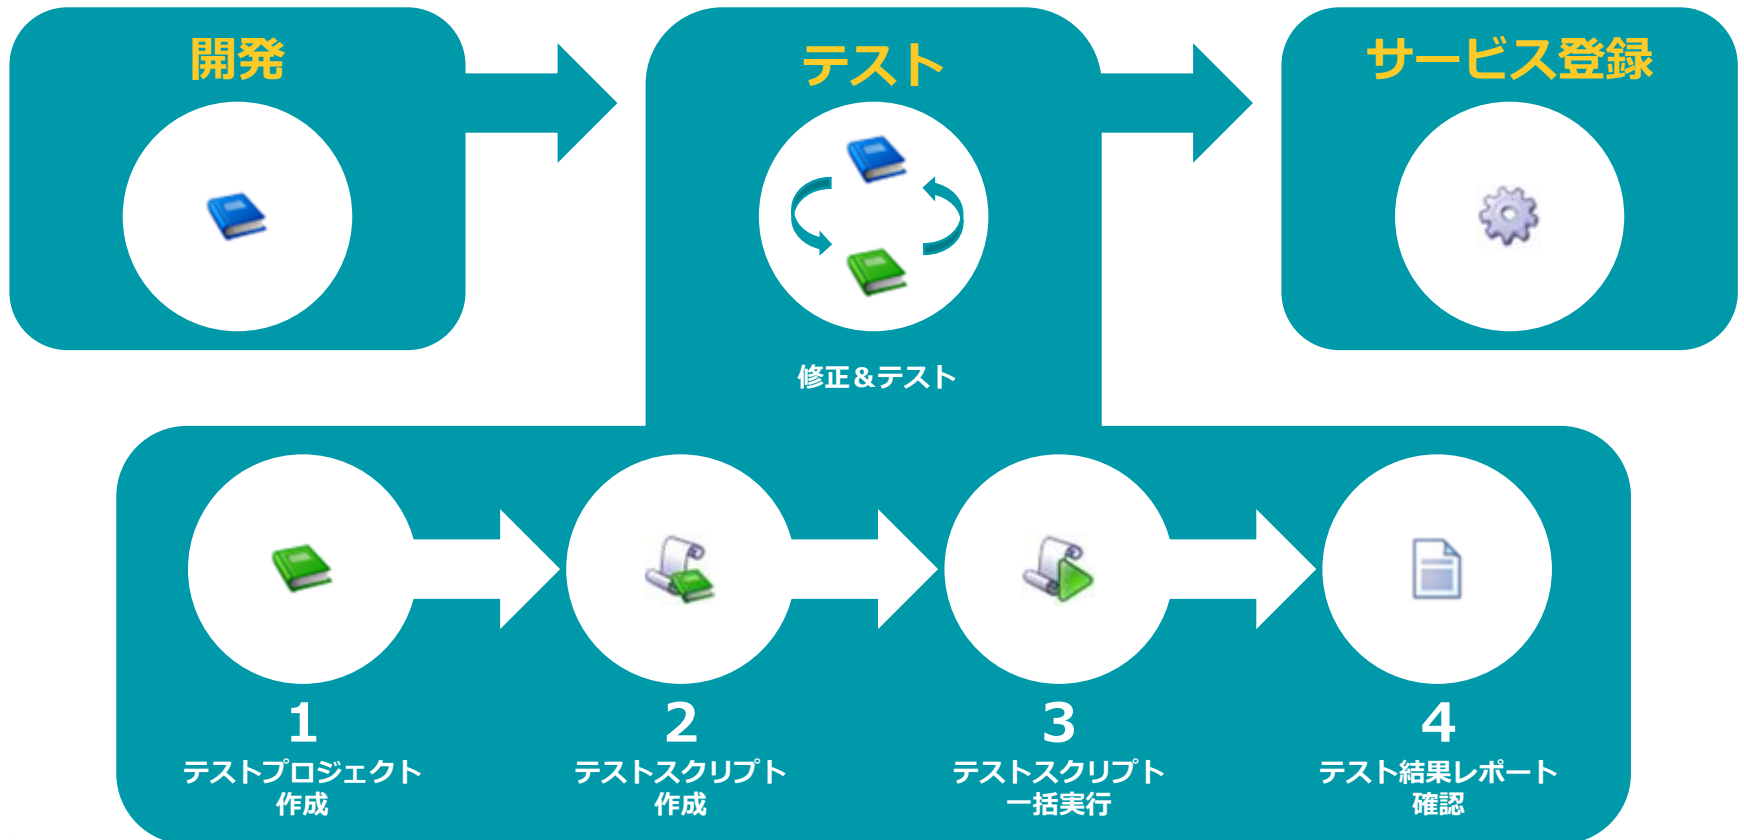 開発
テスト
サービス登録
修正&テスト
1
テストプロジェクト
作成
2
テストスクリプト
作成
3
テストスクリプト
一括実行
4
テスト結果レポート
確認